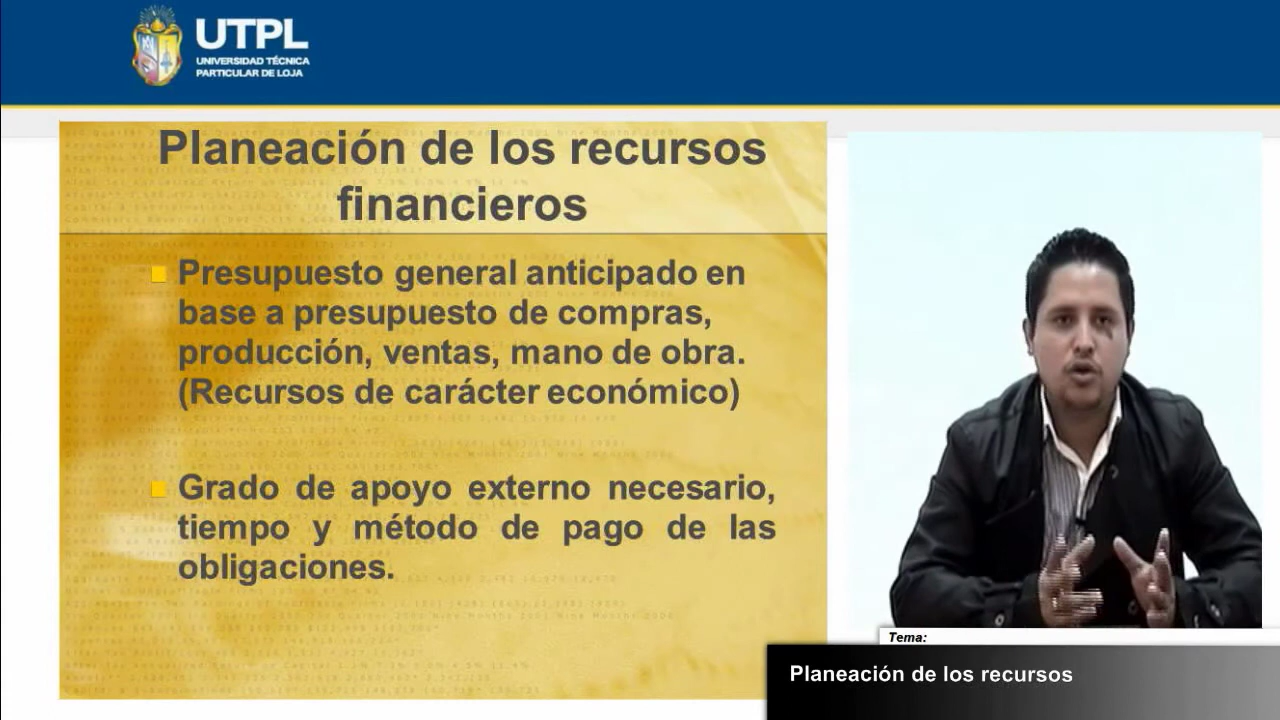 UTPL
UNIVERSIDAD TÉCNICA
PARTICULAR DE LOJA
Planeación de los recursos
financieros
Presupuesto general anticipado en
base a presupuesto de compras,
producción, ventas, mano de obra.
(Recursos de carácter económico)
Grado de apoyo externo necesario,
tiempo y método de pago de las
obligaciones.
Tema:
Planeación de los recursos